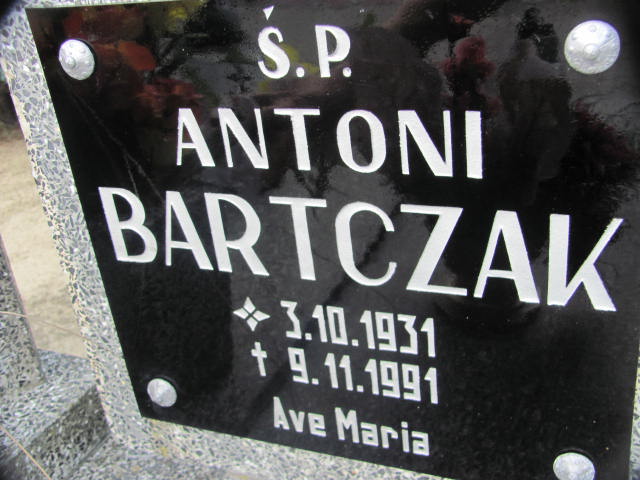 Ś.P.
ANTONI
BARTCZAK
3.10.1931
† 9.11.1991
Ave Maria